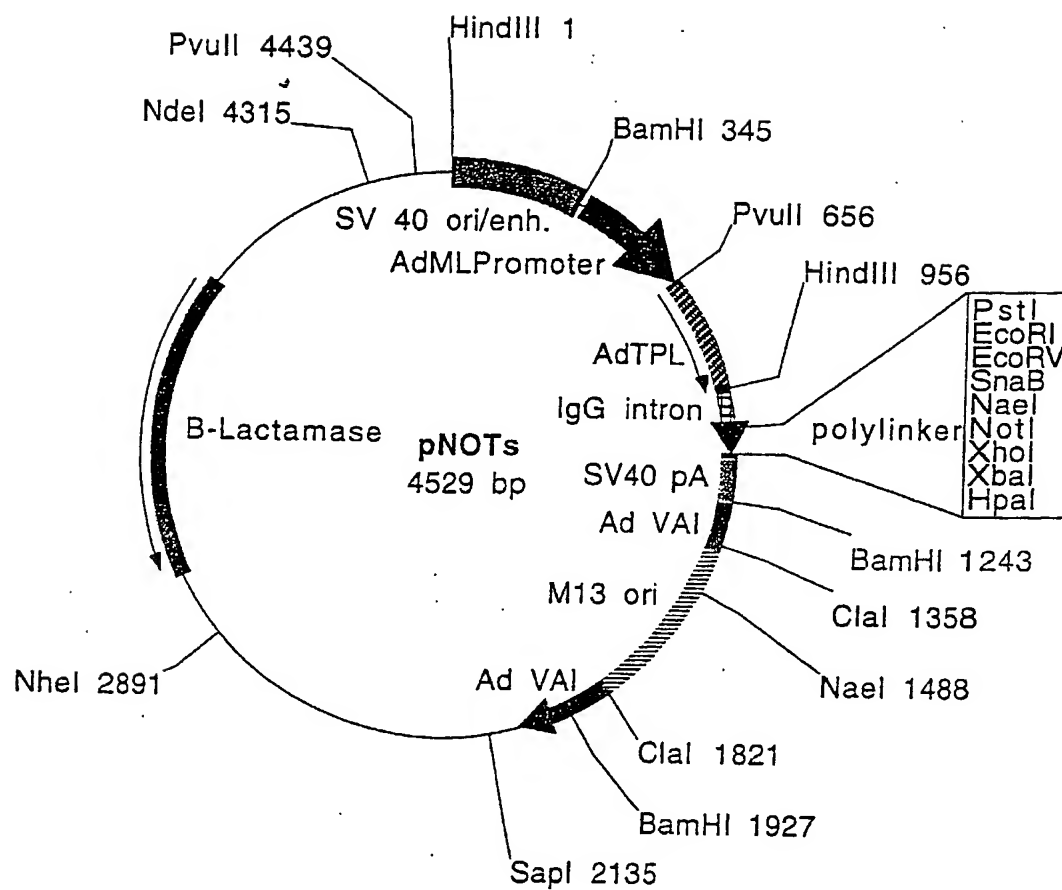 HindIII 1
PvuII 4439
NdeI 4315
BamHI 345
SV 40 ori/enh.
PvuII 656
AdMLPromoter
HindIII 956
PstI
EcoRI
EcoRV
SnaB
NaeI
NotI
XhoI
XbaI
HpaI
AdTPL
IgG intron
polylinker
B-Lactamase
pNOTs
4529 bp
SV40 pA
Ad VAI
BamHI 1243
M13 ori
ClaI 1358
NheI 2891
Ad VAI
NaeI 1488
ClaI 1821
BamHI 1927
SapI 2135